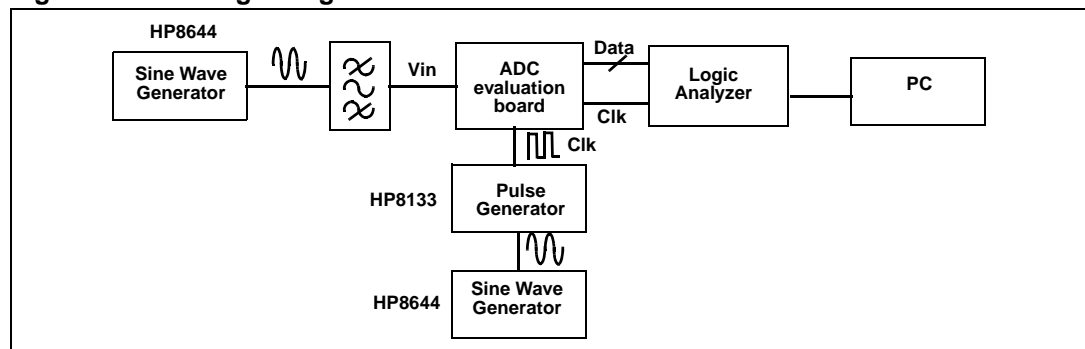 HP8644
Sine Wave
Generator
Vin
ADC
evaluation
board
Data
Clk
Logic
Analyzer
PC
Clk
HP8133
Pulse
Generator
HP8644
Sine Wave
Generator